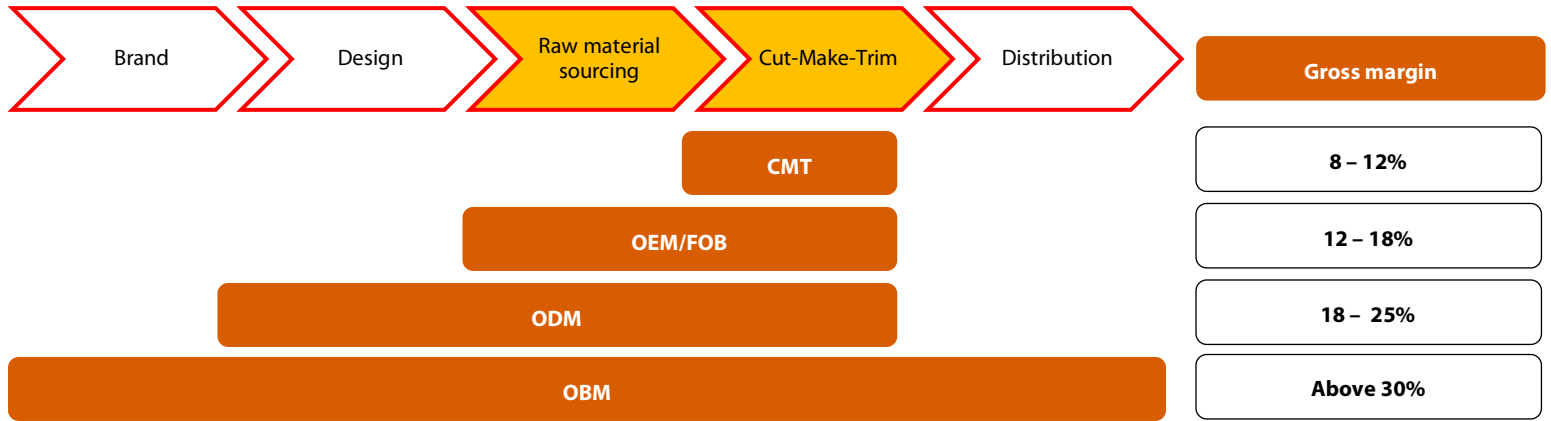 Brand
Design
Raw material
sourcing
Cut-Make-Trim
Distribution
Gross margin
CMT
8 – 12%
OEM/FOB
12 – 18%
ODM
18 –  25%
OBM
Above 30%